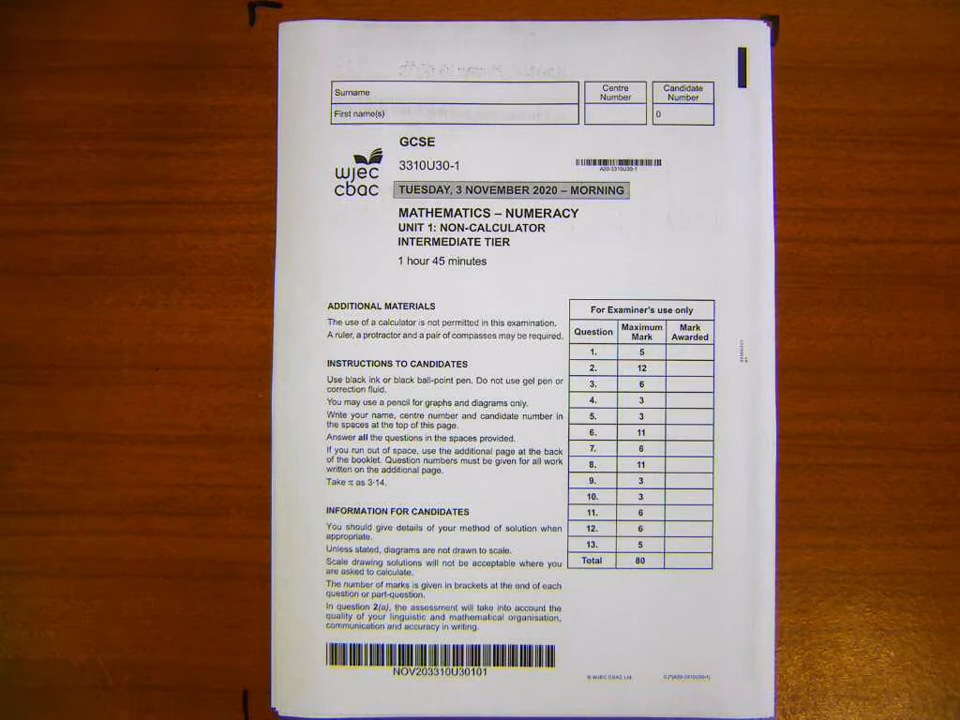 Surname
First name(s)
Centre Number
Candidate Number
0
wjec
cbac
GCSE
3310U30-1
A20-3310U30-1
TUESDAY, 3 NOVEMBER 2020 – MORNING
MATHEMATICS – NUMERACY
UNIT 1: NON-CALCULATOR
INTERMEDIATE TIER
1 hour 45 minutes
ADDITIONAL MATERIALS
The use of a calculator is not permitted in this examination.
A ruler, a protractor and a pair of compasses may be required.
INSTRUCTIONS TO CANDIDATES
Use black ink or black ball-point pen. Do not use gel pen or
correction fluid.
You may use a pencil for graphs and diagrams only.
Write your name, centre number and candidate number in
the spaces at the top of this page.
Answer all the questions in the spaces provided.
If you run out of space, use the additional page at the back
of the booklet. Question numbers must be given for all work
written on the additional page.
Take π as 3·14.
INFORMATION FOR CANDIDATES
You should give details of your method of solution when
appropriate.
Unless stated, diagrams are not drawn to scale.
Scale drawing solutions will not be acceptable where you
are asked to calculate.
The number of marks is given in brackets at the end of each
question or part-question.
In question 2(a), the assessment will take into account the
quality of your linguistic and mathematical organisation,
communication and accuracy in writing.
For Examiner's use only
Question Maximum Mark Mark Awarded
1. 5
2. 12
3. 6
4. 3
5. 3
6. 11
7. 6
8. 11
9. 3
10. 3
11. 6
12. 6
13. 5
Total 80
NOV203310U30101
© WJEC CBAC Ltd.